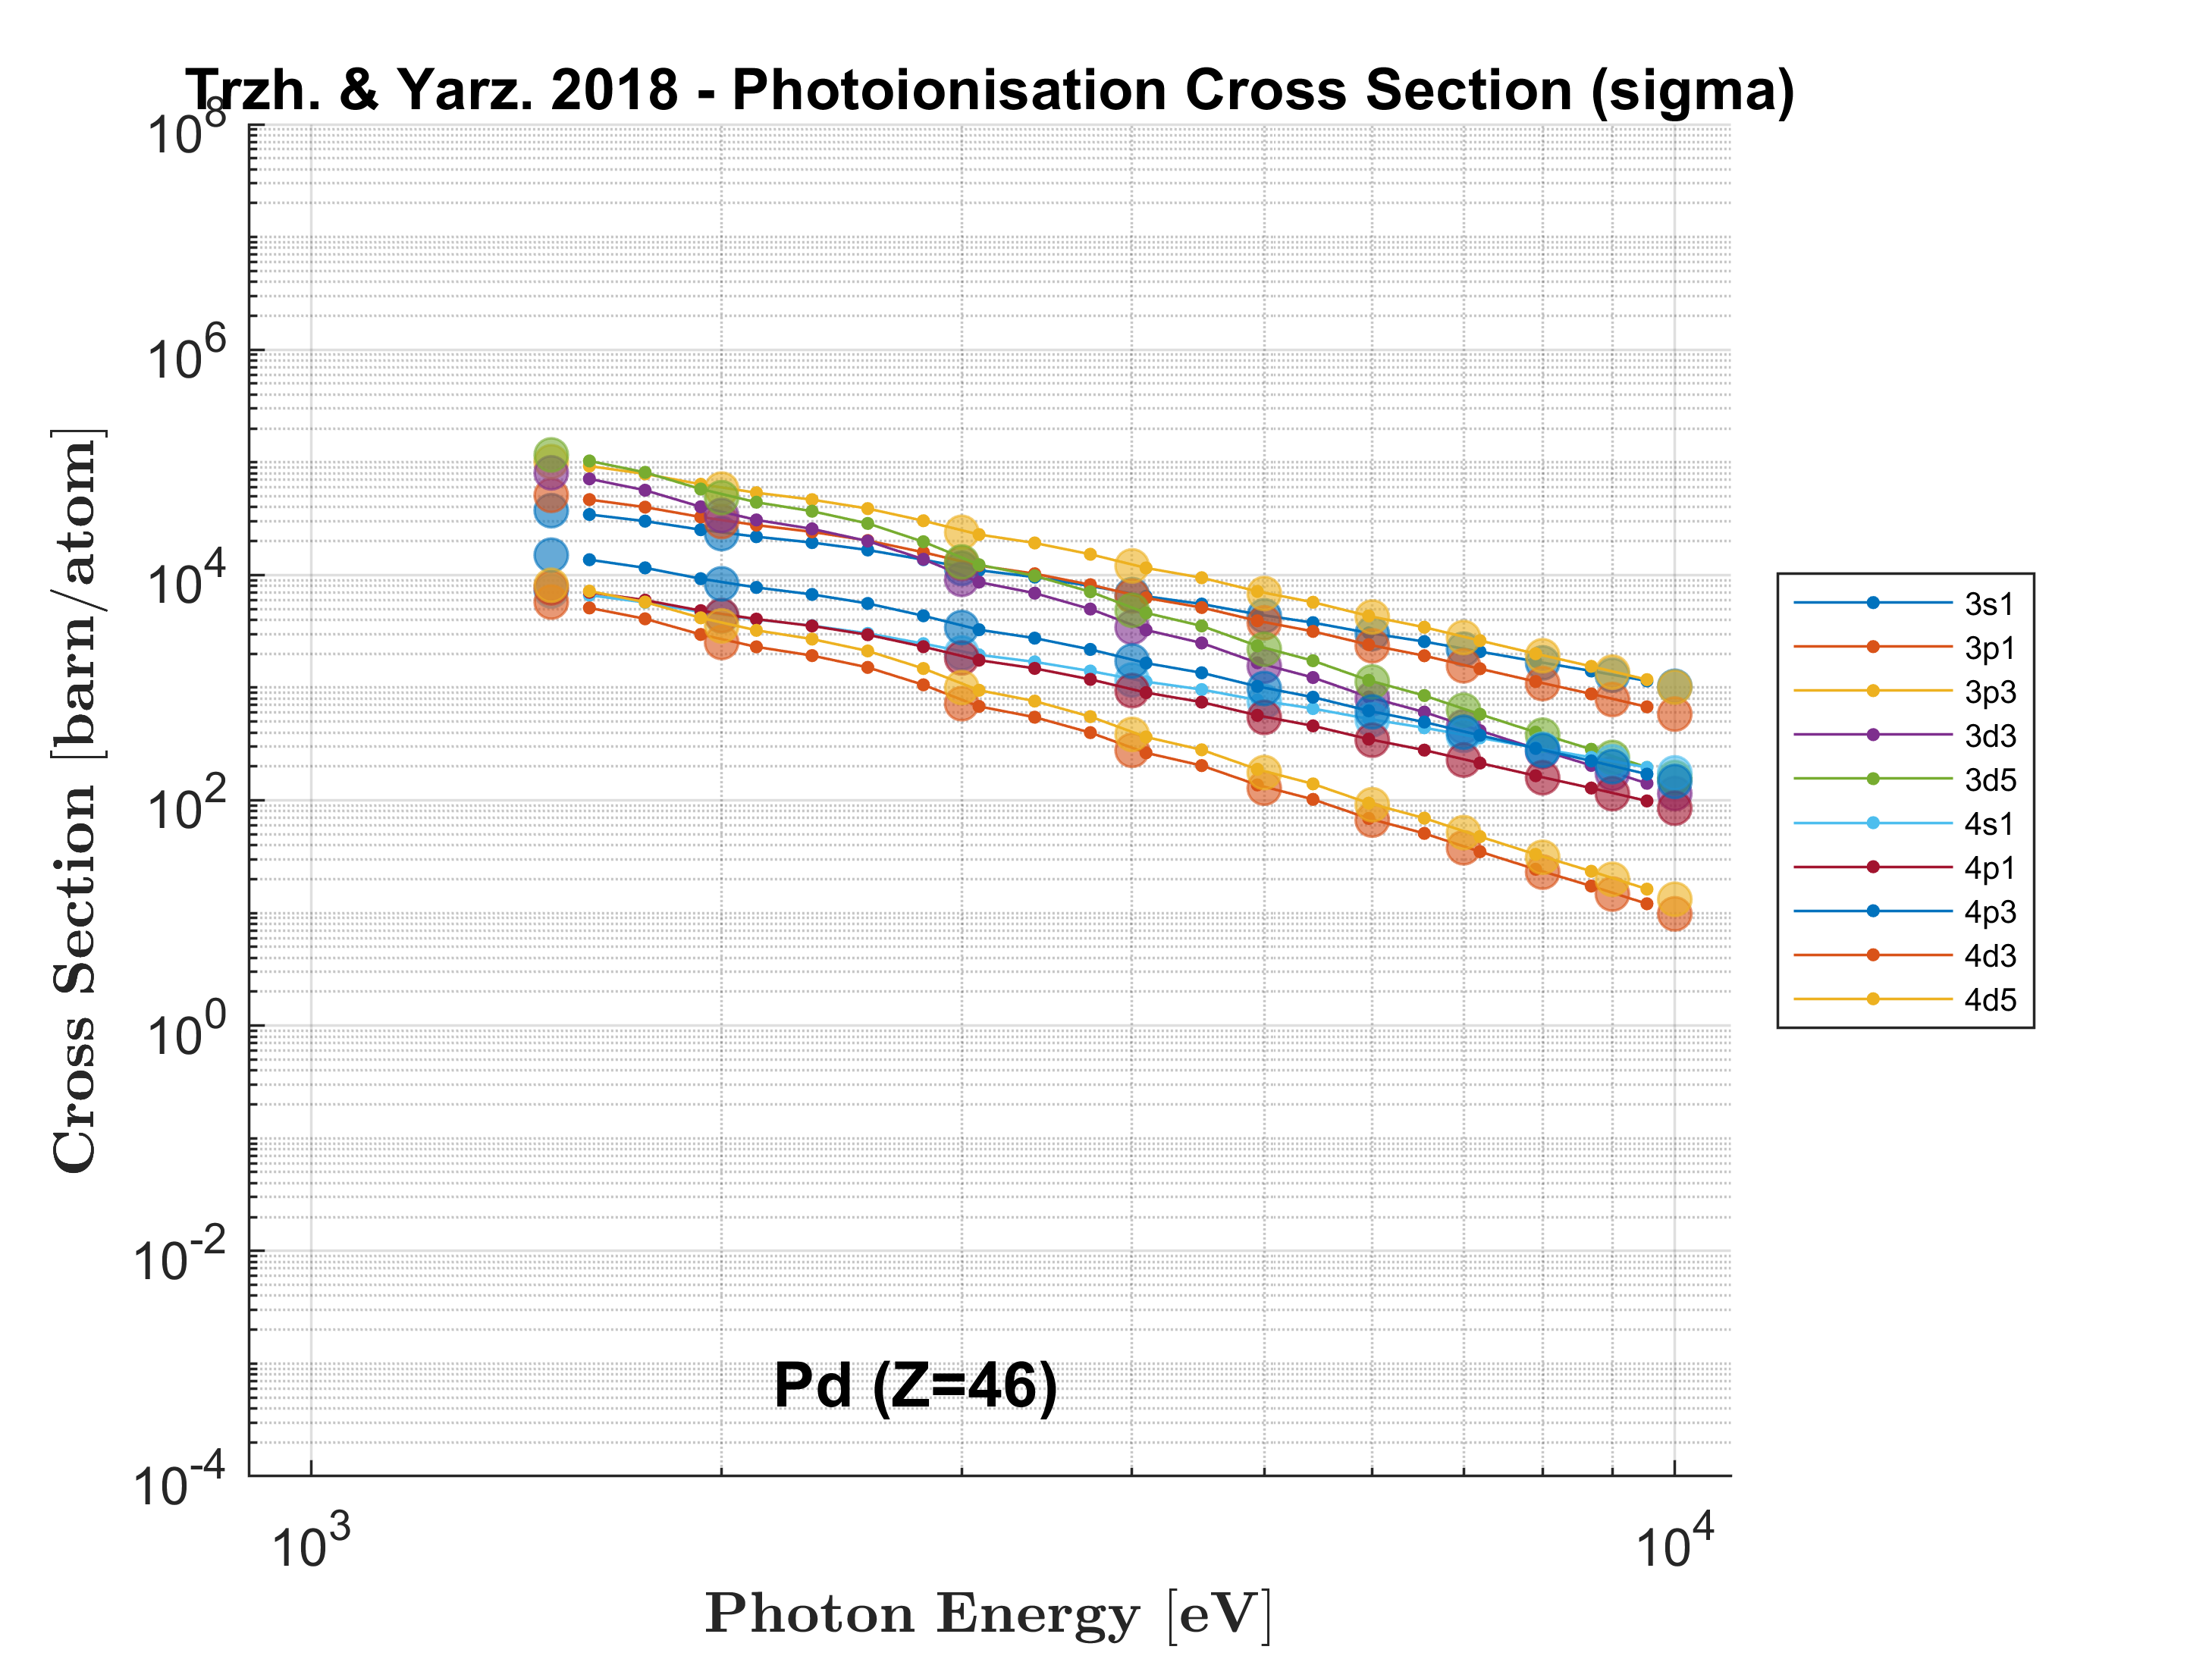 Trzh. & Yarz. 2018 - Photoionisation Cross Section (sigma)
10^8
10^6
10^4
10^2
10^0
10^-2
10^-4
Cross Section [barn/atom]
Pd (Z=46)
10^3
10^4
Photon Energy [eV]
3s1
3p1
3p3
3d3
3d5
4s1
4p1
4p3
4d3
4d5